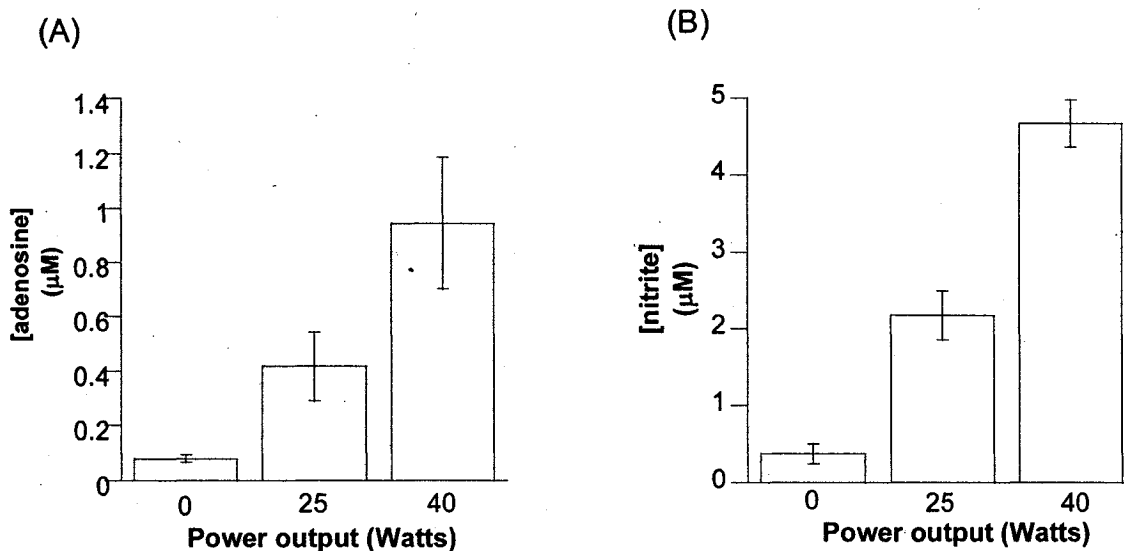 (A)
1.4
1.2
1
0.8
0.6
0.4
0.2
0
[adenosine]
(μM)
0
25
40
Power output (Watts)
(B)
5
4
3
2
1
0
[nitrite]
(μM)
0
25
40
Power output (Watts)